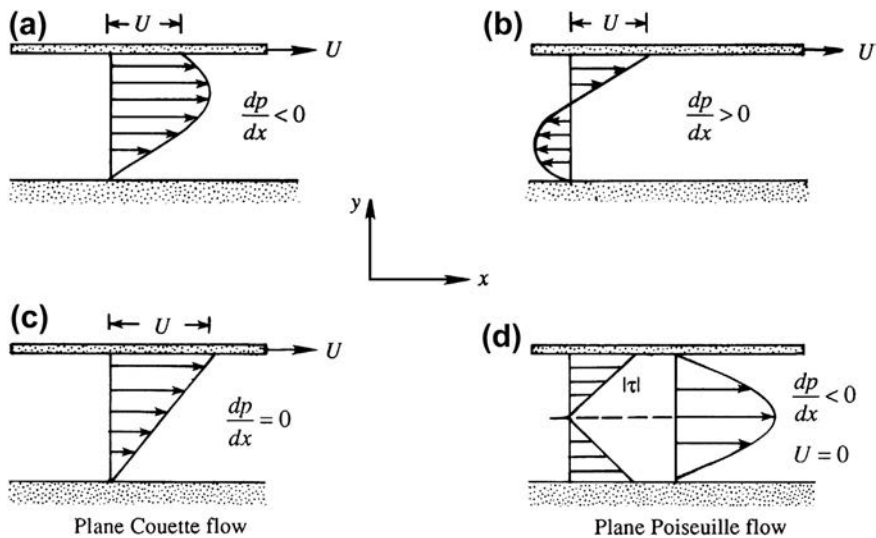 (a)
U
U
dp/dx < 0
(b)
U
U
dp/dx > 0
y
x
(c)
U
U
dp/dx = 0
Plane Couette flow
(d)
|τ|
dp/dx < 0
U = 0
Plane Poiseuille flow